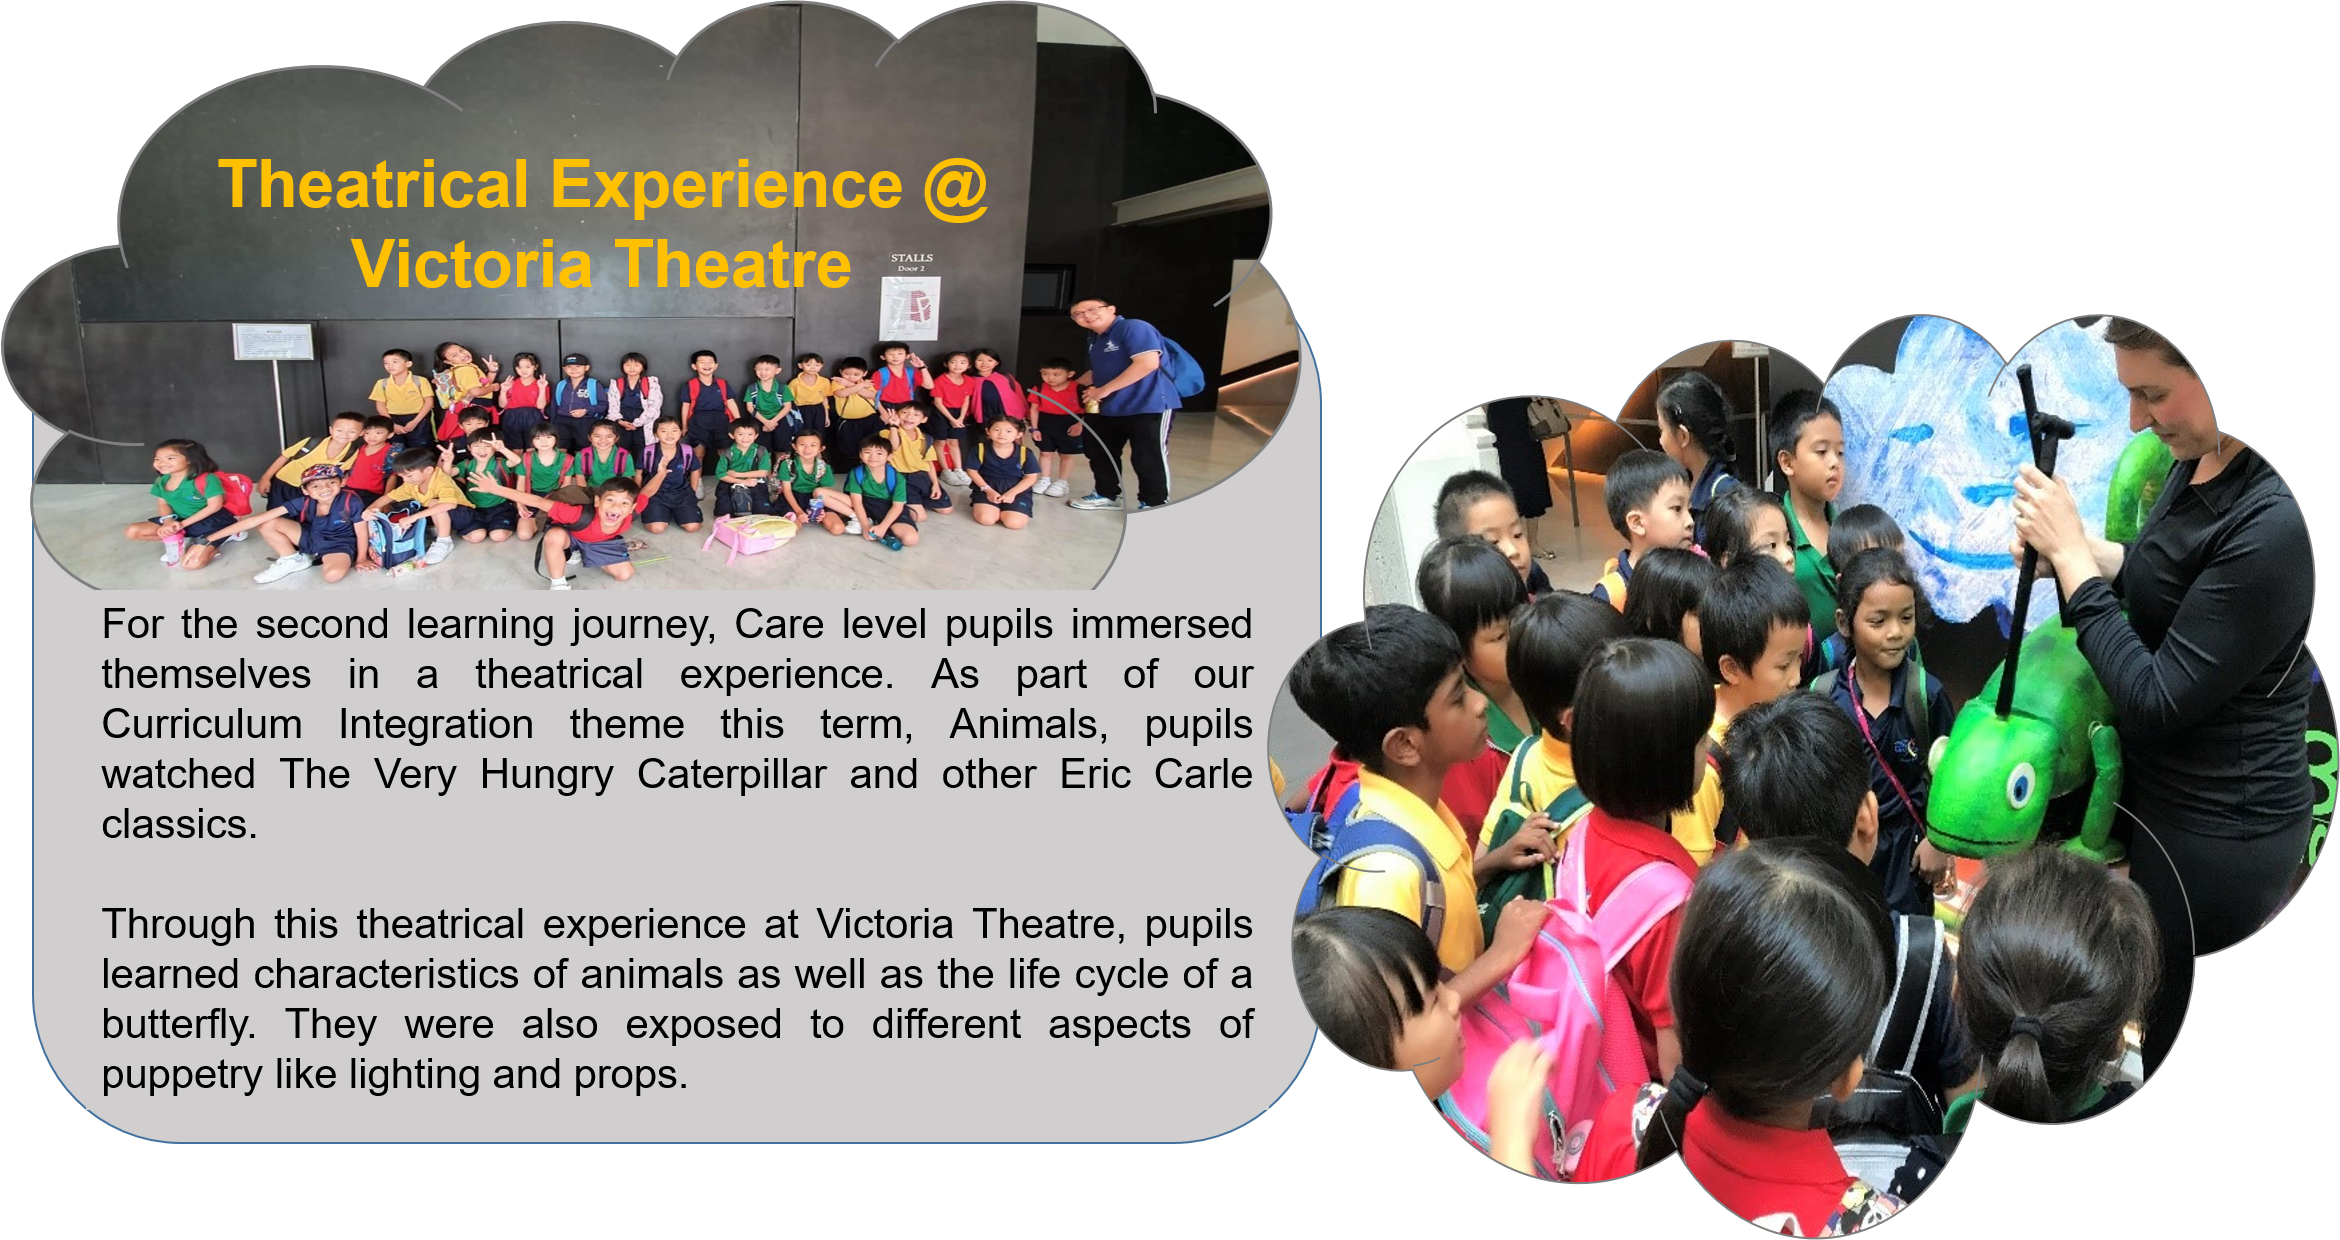 Theatrical Experience @
Victoria Theatre
STALLS
Door 2
For the second learning journey, Care level pupils immersed
themselves in a theatrical experience. As part of our
Curriculum Integration theme this term, Animals, pupils
watched The Very Hungry Caterpillar and other Eric Carle
classics.
Through this theatrical experience at Victoria Theatre, pupils
learned characteristics of animals as well as the life cycle of a
butterfly. They were also exposed to different aspects of
puppetry like lighting and props.